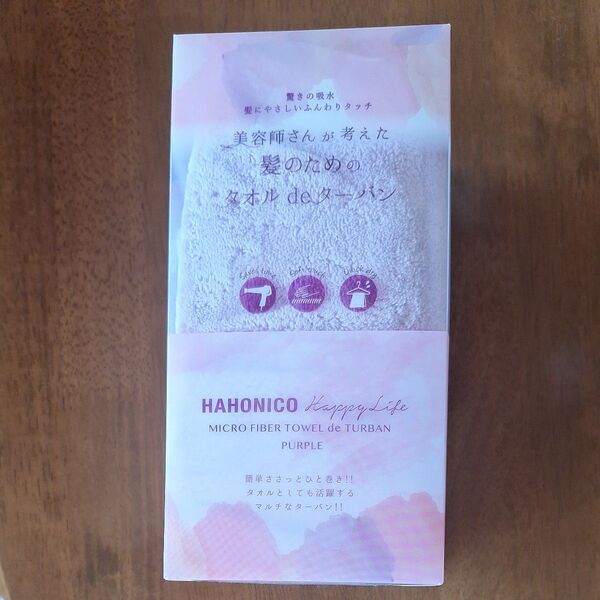 驚きの吸水
髪にやさしいふんわりタッチ
美容師さんが考えた
髪のための
タオル de ターバン
HAHONICO Happy Life
MICRO FIBER TOWEL de TURBAN
PURPLE
簡単ささっとひと巻き!!
タオルとしても活躍する
マルチなターバン!!